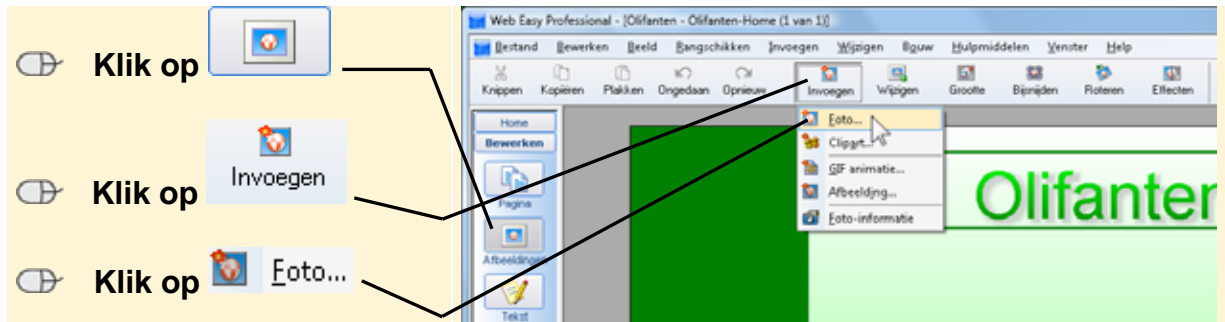 Klik op
Klik op
Invoegen
Klik op Foto...
Web Easy Professional - [Olifanten - Olifanten-Home (1 van 1)]
Bestand Bewerken Beeld Rangschikken Invoegen Wijzigen Bouw Hulpmiddelen Venster Help
Knippen Kopiëren Plakken Ongedaan Opnieuw Invoegen Wijzigen Grootte Bijsnijden Roteren Effecten
Home
Bewerken
Pagina
Afbeeldingen
Tekst
Foto...
Clipart...
GIF animatie...
Afbeelding...
Foto-informatie
Olifanten